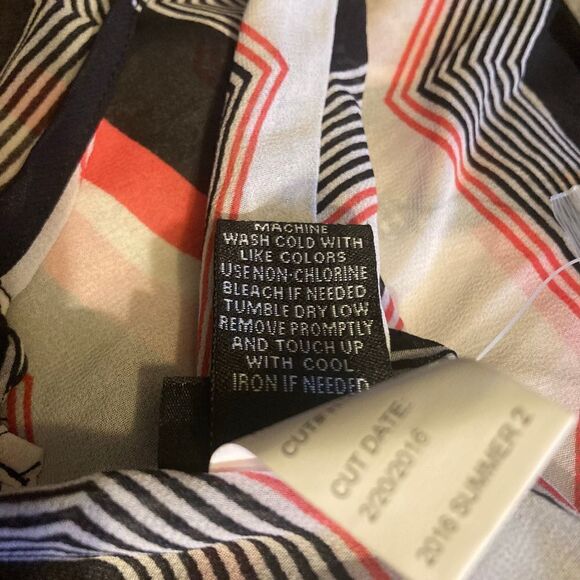 MACHINE
WASH COLD WITH
LIKE COLORS
USE NON-CHLORINE
BLEACH IF NEEDED
TUMBLE DRY LOW
REMOVE PROMPTLY
AND TOUCH UP
WITH COOL
IRON IF NEEDED
CUT DATE:
2/20/2016
2016 SUMMER 2